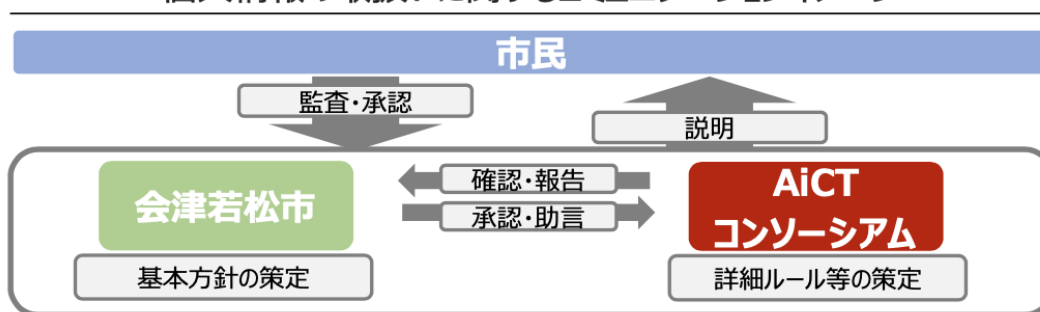 市民
監査・承認
説明
会津若松市
確認・報告
承認・助言
AiCT
コンソーシアム
基本方針の策定
詳細ルール等の策定